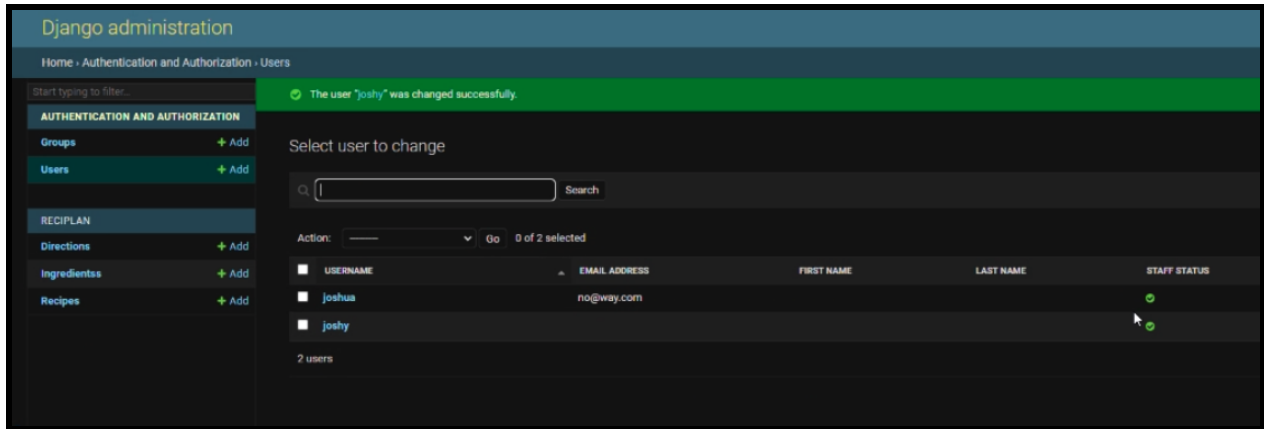 Django administration
Home › Authentication and Authorization › Users
Start typing to filter...
AUTHENTICATION AND AUTHORIZATION
Groups + Add
Users + Add
RECIPLAN
Directions + Add
Ingredientss + Add
Recipes + Add
The user "joshy" was changed successfully.
Select user to change
Search
Action: ——— Go 0 of 2 selected
USERNAME EMAIL ADDRESS FIRST NAME LAST NAME STAFF STATUS
joshua no@way.com
joshy
2 users